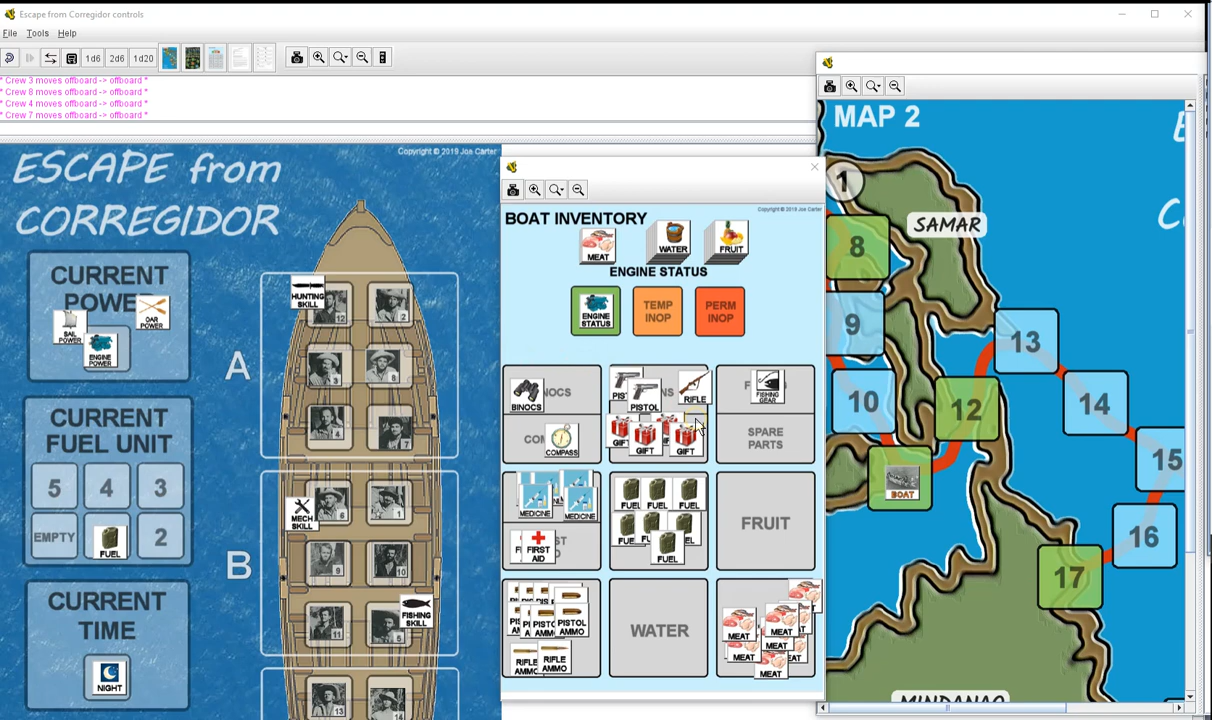 Escape from Corregidor controls
File Tools Help
1d6 2d6 1d20
* Crew 3 moves offboard -> offboard *
* Crew 8 moves offboard -> offboard *
* Crew 4 moves offboard -> offboard *
* Crew 7 moves offboard -> offboard *
Copyright © 2019 Joe Carter
ESCAPE from
CORREGIDOR
CURRENT
POWER
OAR
POWER
SAIL
POWER
ENGINE
POWER
CURRENT
FUEL UNIT
5 4 3
EMPTY FUEL 2
CURRENT
TIME
NIGHT
A
HUNTING
SKILL
12 2
3 8
4 7
B
MECH
SKILL
6 1
9 10
FISHING
SKILL
11 5
13 14
Copyright © 2019 Joe Carter
BOAT INVENTORY
MEAT WATER FRUIT
ENGINE STATUS
ENGINE
STATUS
TEMP
INOP
PERM
INOP
BINOCS
PISTOL
RIFLE
FISHING
GEAR
COMPASS
GIFT GIFT GIFT
SPARE
PARTS
MEDICINE MEDICINE
FIRST
AID
FUEL FUEL FUEL
FUEL
FUEL
FRUIT
PISTOL
AMMO
RIFLE
AMMO
RIFLE
AMMO
WATER
MEAT
MEAT
MEAT
MEAT
MEAT
MAP 2
1
SAMAR
8
9
10
12
13
14
15
16
17
BOAT
MINDANAO